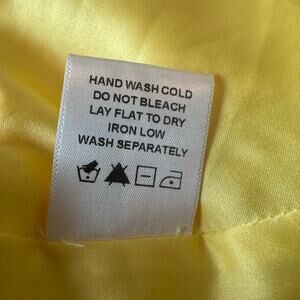 HAND WASH COLD
DO NOT BLEACH
LAY FLAT TO DRY
IRON LOW
WASH SEPARATELY